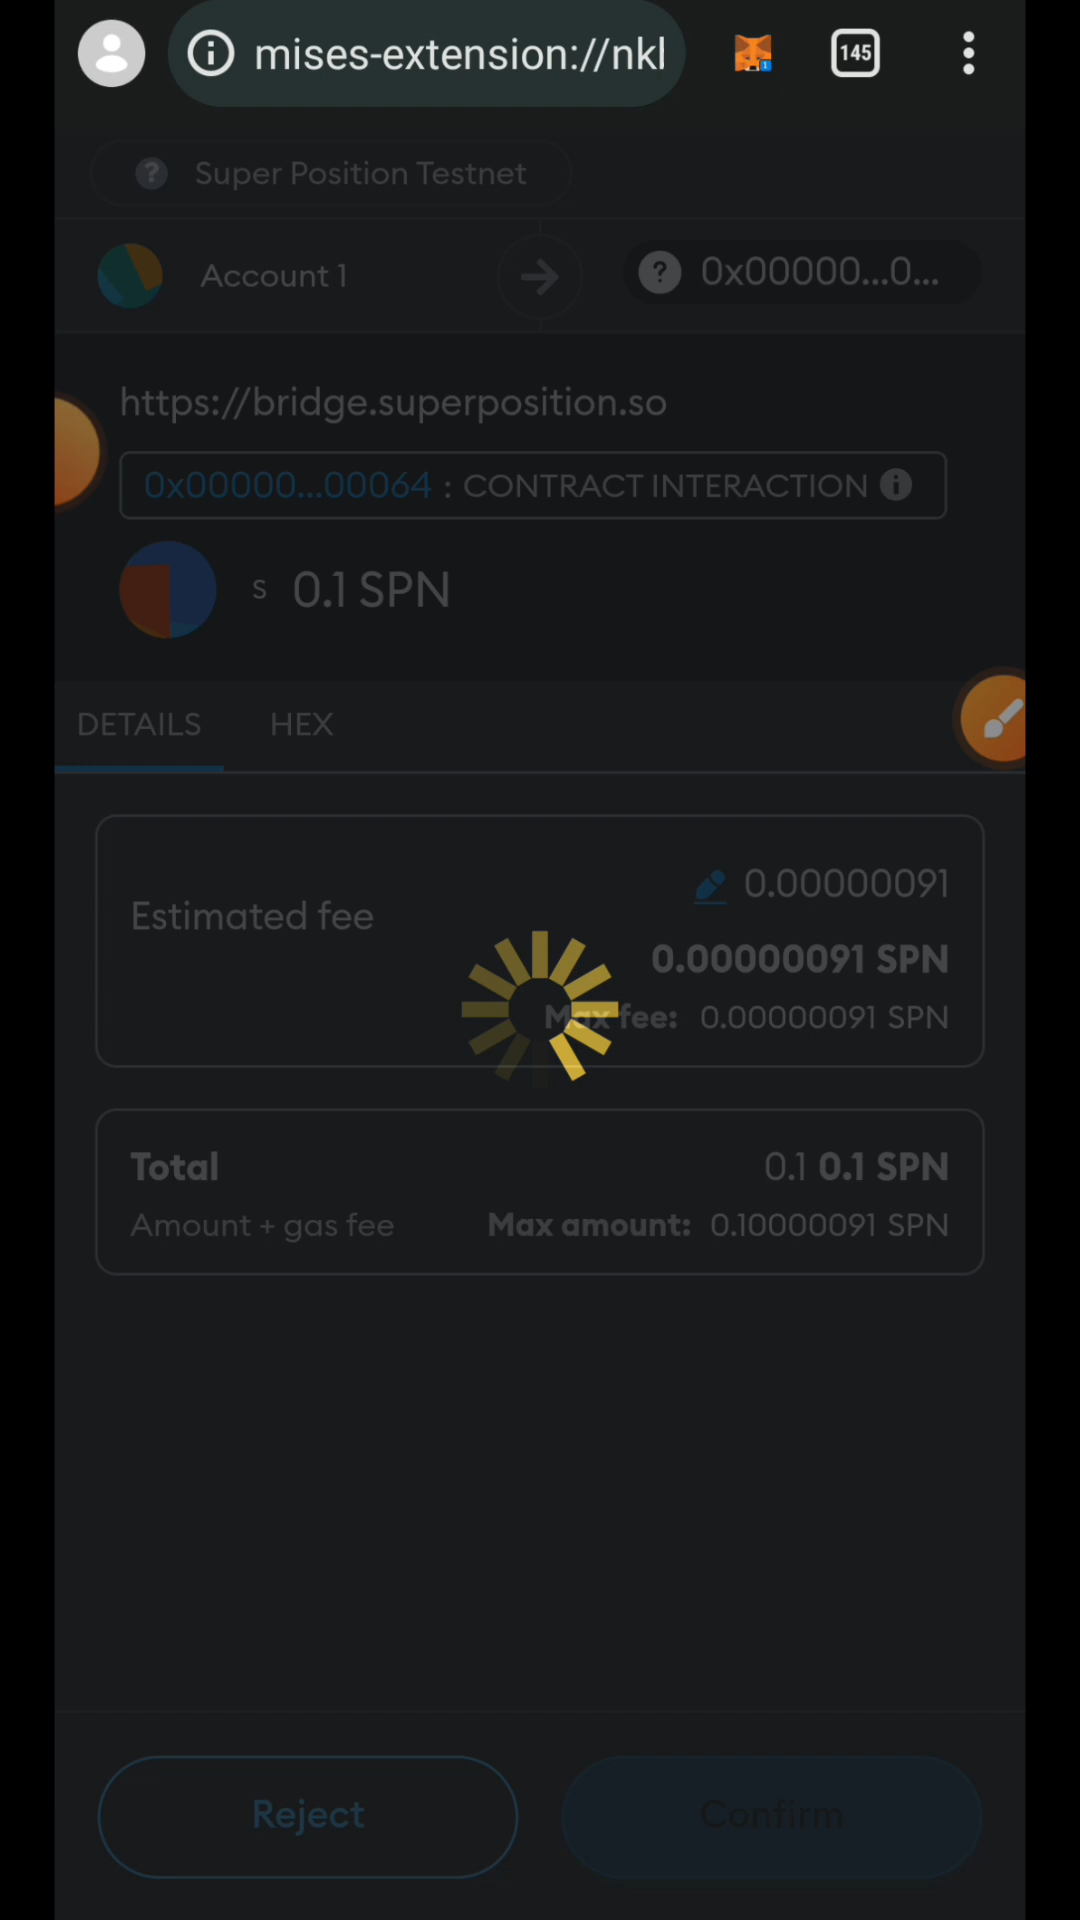 mises-extension://nkl
145
1
Super Position Testnet
Account 1
0x00000...0...
https://bridge.superposition.so
0x00000...00064 : CONTRACT INTERACTION
s 0.1 SPN
DETAILS HEX
0.00000091
Estimated fee
0.00000091 SPN
Max fee: 0.00000091 SPN
Total 0.1 0.1 SPN
Amount + gas fee Max amount: 0.10000091 SPN
Reject Confirm